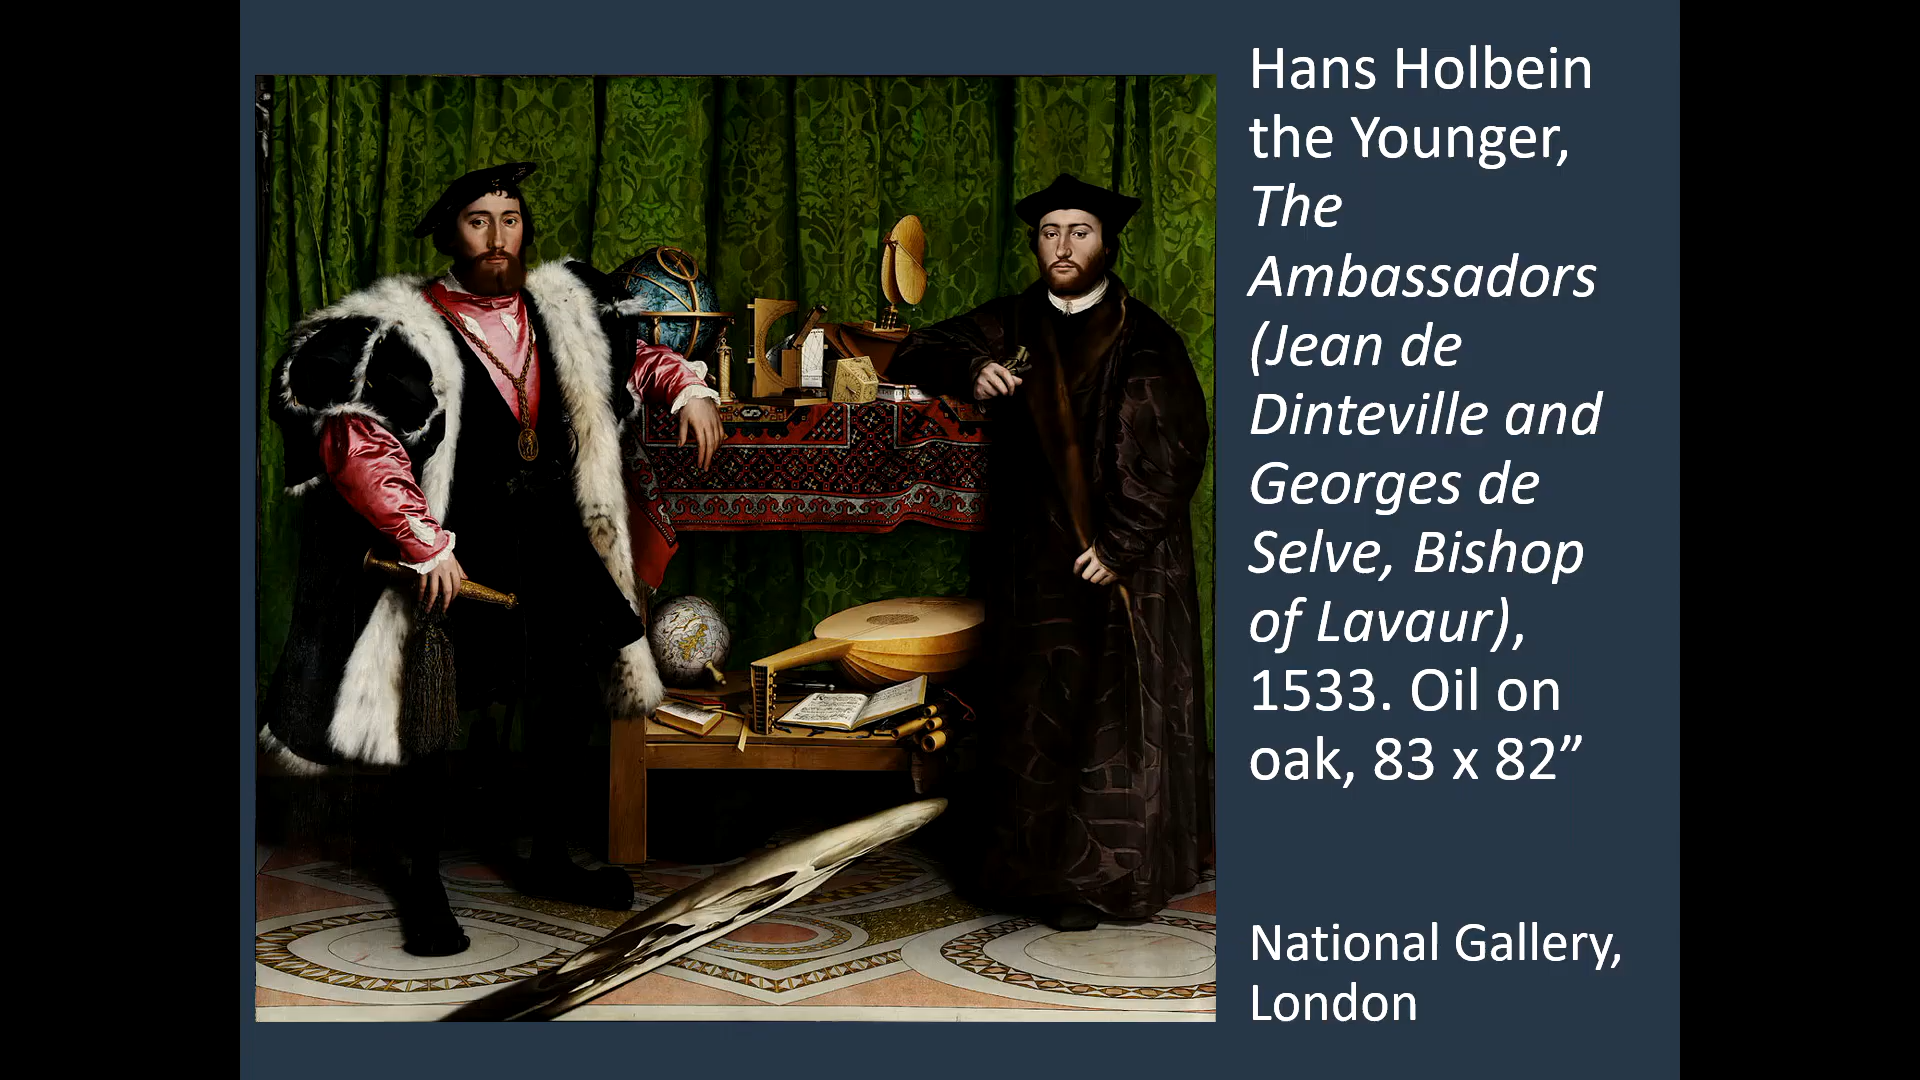 Hans Holbein
the Younger,
The
Ambassadors
(Jean de
Dinteville and
Georges de
Selve, Bishop
of Lavaur),
1533. Oil on
oak, 83 x 82”
National Gallery,
London